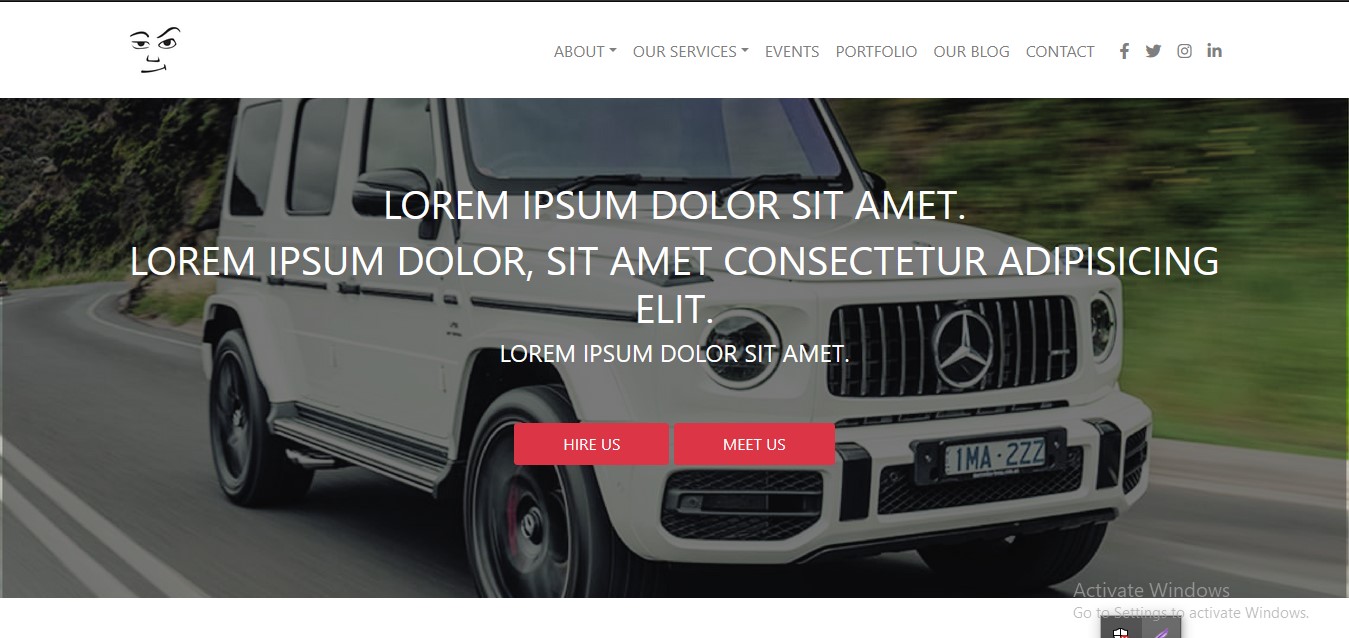 ABOUT OUR SERVICES EVENTS PORTFOLIO OUR BLOG CONTACT
LOREM IPSUM DOLOR SIT AMET.
LOREM IPSUM DOLOR, SIT AMET CONSECTETUR ADIPISICING
ELIT.
LOREM IPSUM DOLOR SIT AMET.
HIRE US MEET US
1MA-2ZZ
Activate Windows
Go to Settings to activate Windows.